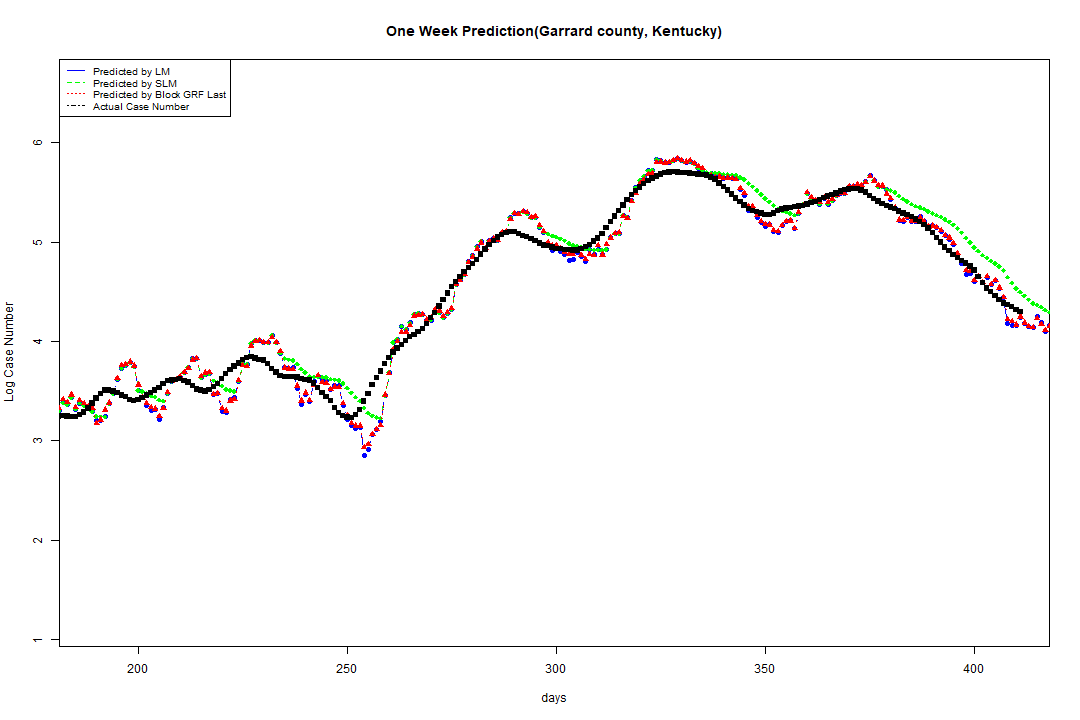 One Week Prediction(Garrard county, Kentucky)
Predicted by LM
Predicted by SLM
Predicted by Block GRF Last
Actual Case Number
6
5
4
3
2
1
Log Case Number
200 250 300 350 400
days